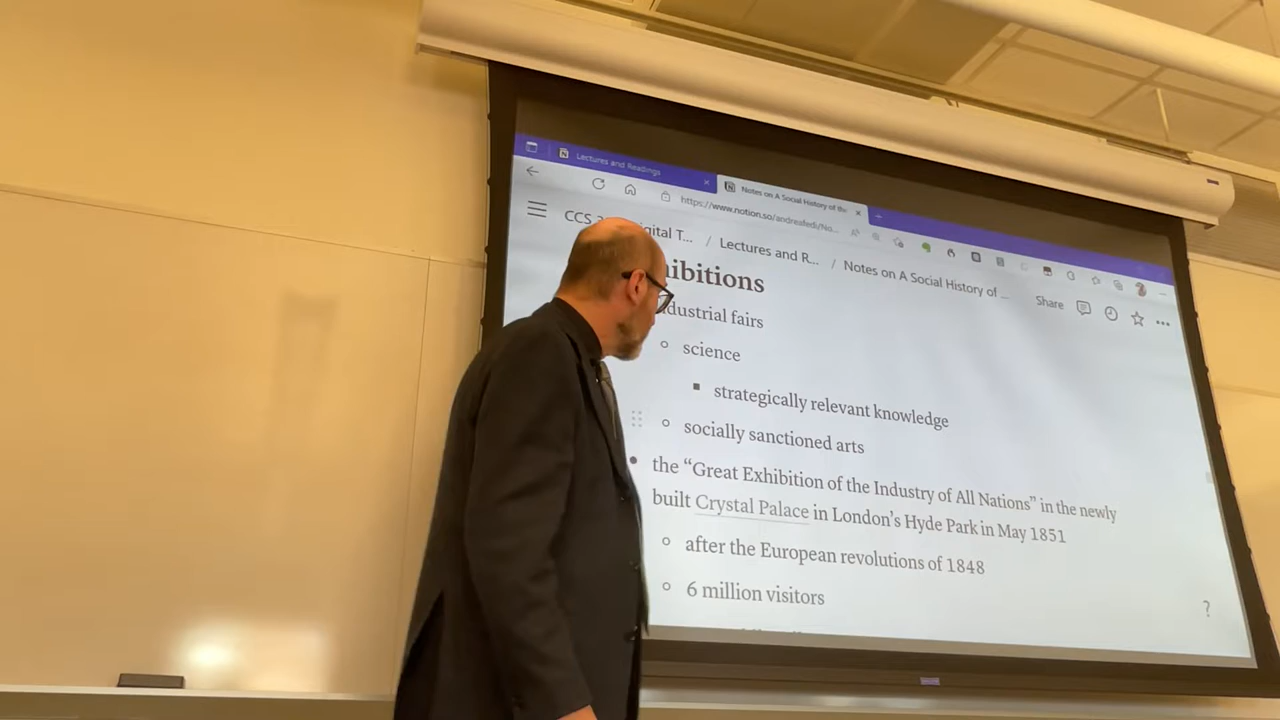 Lectures and Readings
Notes on A Social History of the
https://www.notion.so/andreafedi/No...
CCS
gital T... / Lectures and R... / Notes on A Social History of ...
Share
ibitions
dustrial fairs
science
strategically relevant knowledge
socially sanctioned arts
the “Great Exhibition of the Industry of All Nations” in the newly
built Crystal Palace in London’s Hyde Park in May 1851
after the European revolutions of 1848
6 million visitors
?